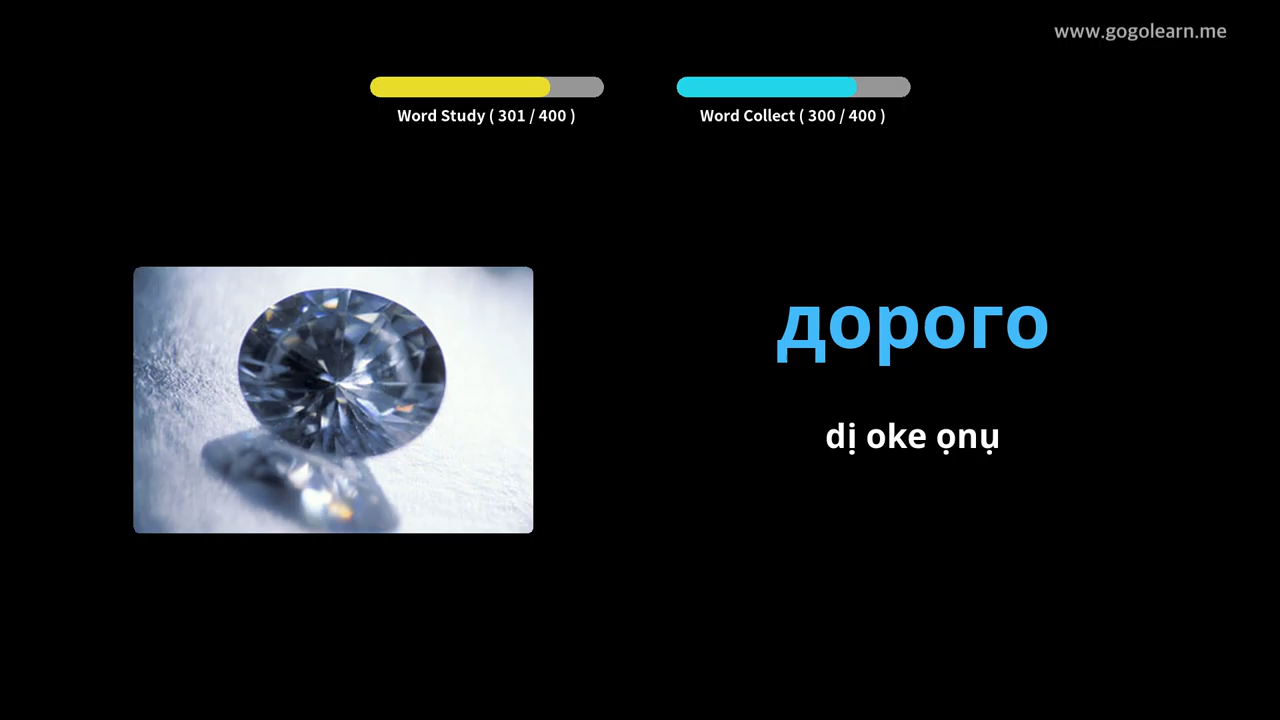 www.gogolearn.me
Word Study ( 301 / 400 )
Word Collect ( 300 / 400 )
дорого
dị oke ọnụ